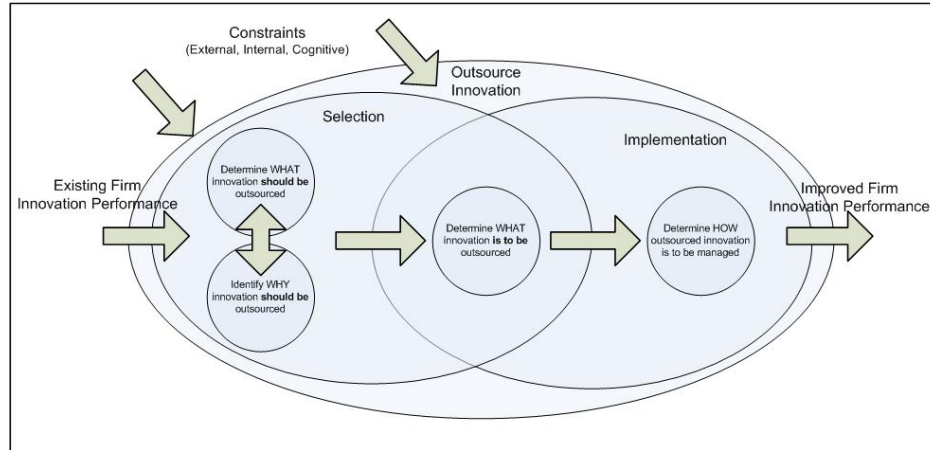 Constraints
(External, Internal, Cognitive)
Outsource
Innovation
Selection
Implementation
Existing Firm
Innovation Performance
Determine WHAT
innovation should be
outsourced
Identify WHY
innovation should be
outsourced
Determine WHAT
innovation is to be
outsourced
Determine HOW
outsourced innovation
is to be managed
Improved Firm
Innovation Performance